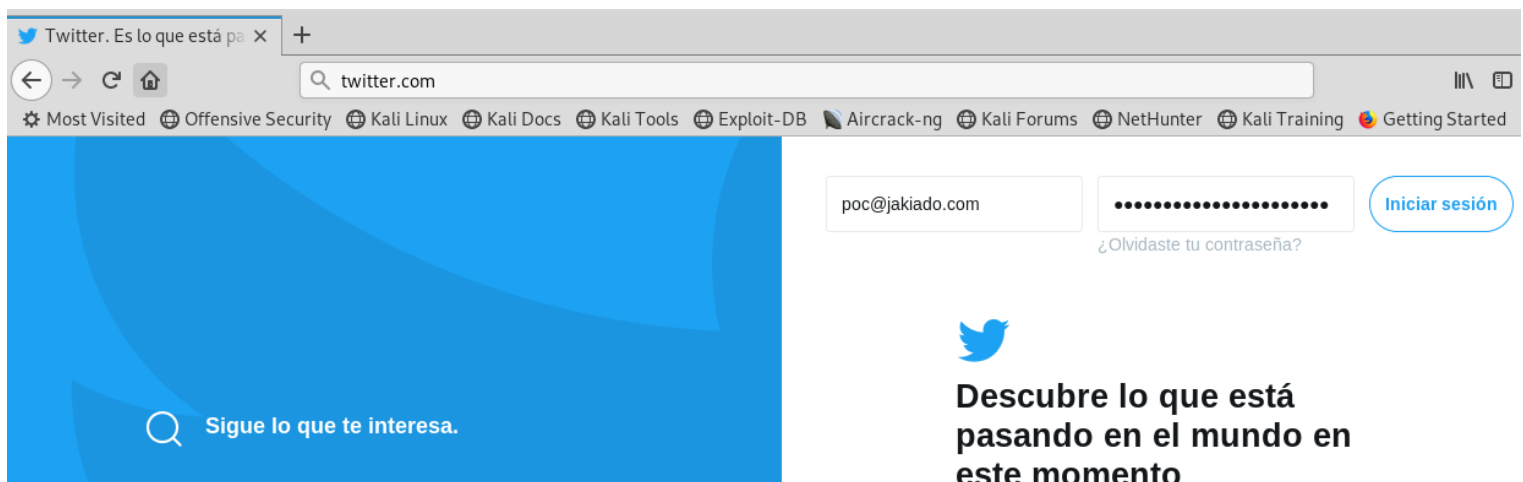 Twitter. Es lo que está pa
twitter.com
Most Visited Offensive Security Kali Linux Kali Docs Kali Tools Exploit-DB Aircrack-ng Kali Forums NetHunter Kali Training Getting Started
poc@jakiado.com ●●●●●●●●●●●●●●●●●●●●●● Iniciar sesión
¿Olvidaste tu contraseña?
Sigue lo que te interesa.
Descubre lo que está
pasando en el mundo en
este momento